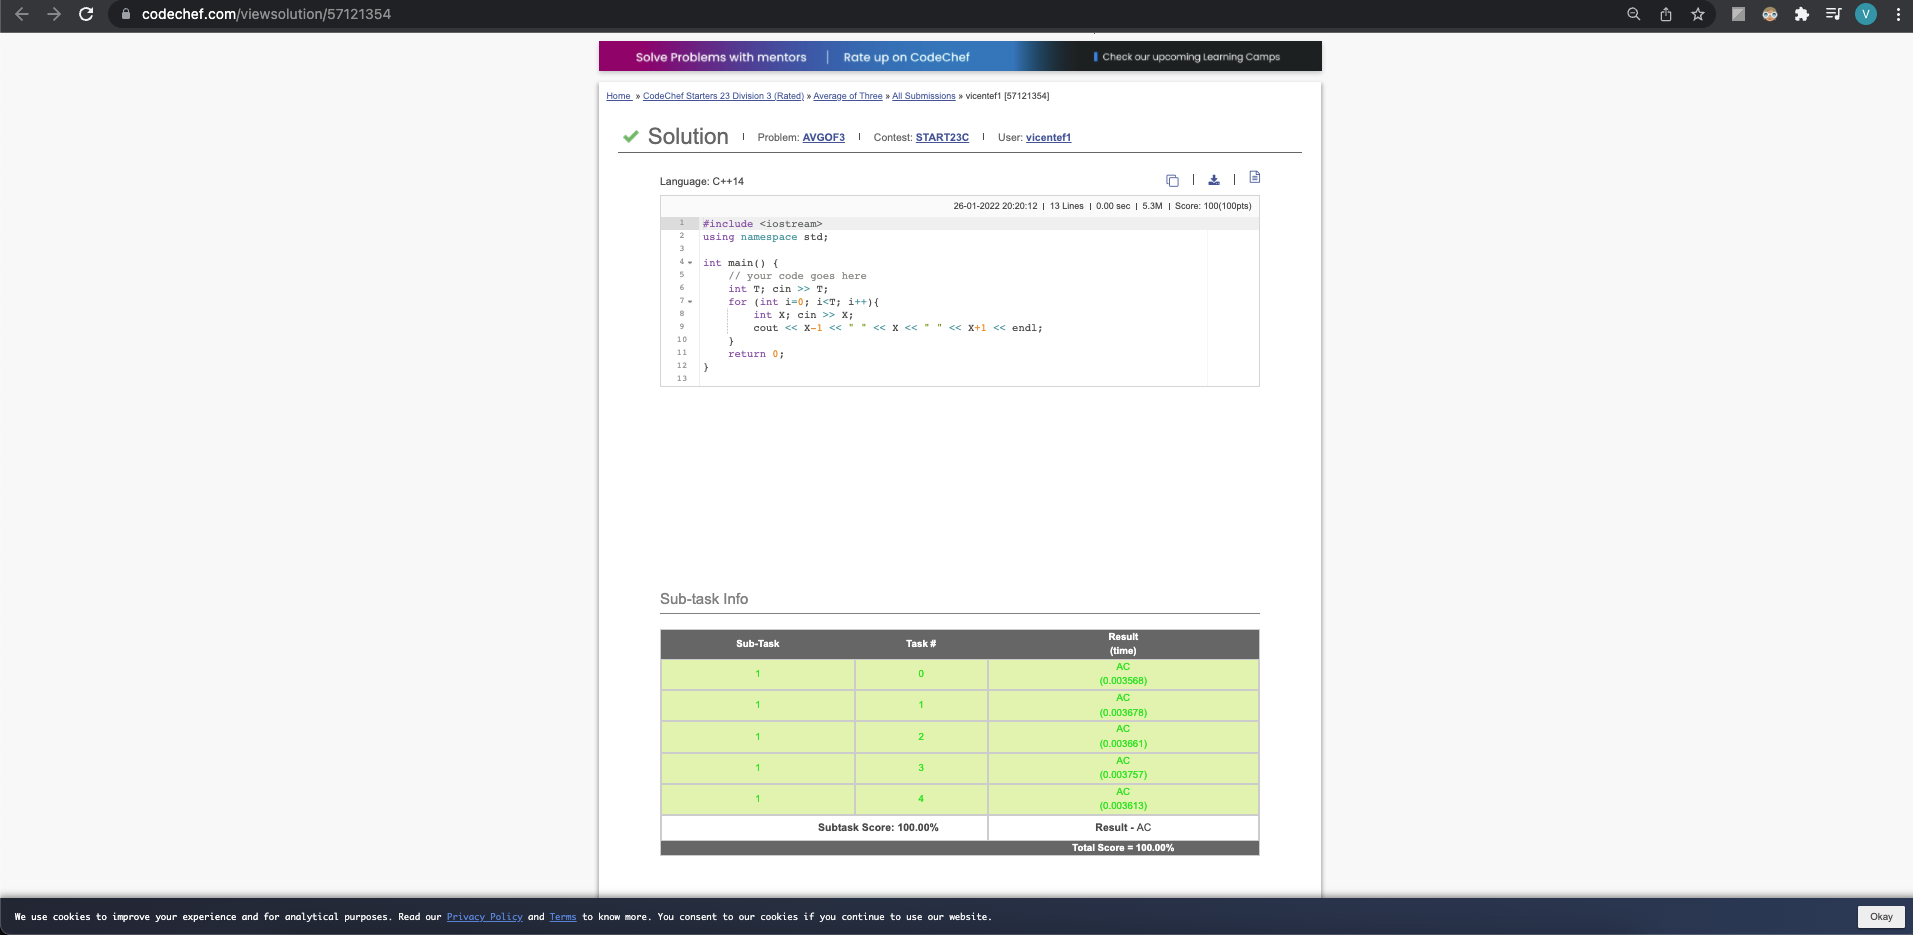 codechef.com/viewsolution/57121354
V
Solve Problems with mentors | Rate up on CodeChef
Check our upcoming Learning Camps
Home » CodeChef Starters 23 Division 3 (Rated) » Average of Three » All Submissions » vicentef1 [57121354]
Solution | Problem: AVGOF3 | Contest: START23C | User: vicentef1
Language: C++14
26-01-2022 20:20:12 | 13 Lines | 0.00 sec | 5.3M | Score: 100(100pts)
1 #include <iostream>
2 using namespace std;
3
4 int main() {
5 // your code goes here
6 int T; cin >> T;
7 for (int i=0; i<T; i++){
8 int X; cin >> X;
9 cout << X-1 << " " << X << " " << X+1 << endl;
10 }
11 return 0;
12 }
13
Sub-task Info
Sub-Task Task # Result
(time)
1 0 AC
(0.003568)
1 1 AC
(0.003678)
1 2 AC
(0.003661)
1 3 AC
(0.003757)
1 4 AC
(0.003613)
Subtask Score: 100.00% Result - AC
Total Score = 100.00%
We use cookies to improve your experience and for analytical purposes. Read our Privacy Policy and Terms to know more. You consent to our cookies if you continue to use our website.
Okay